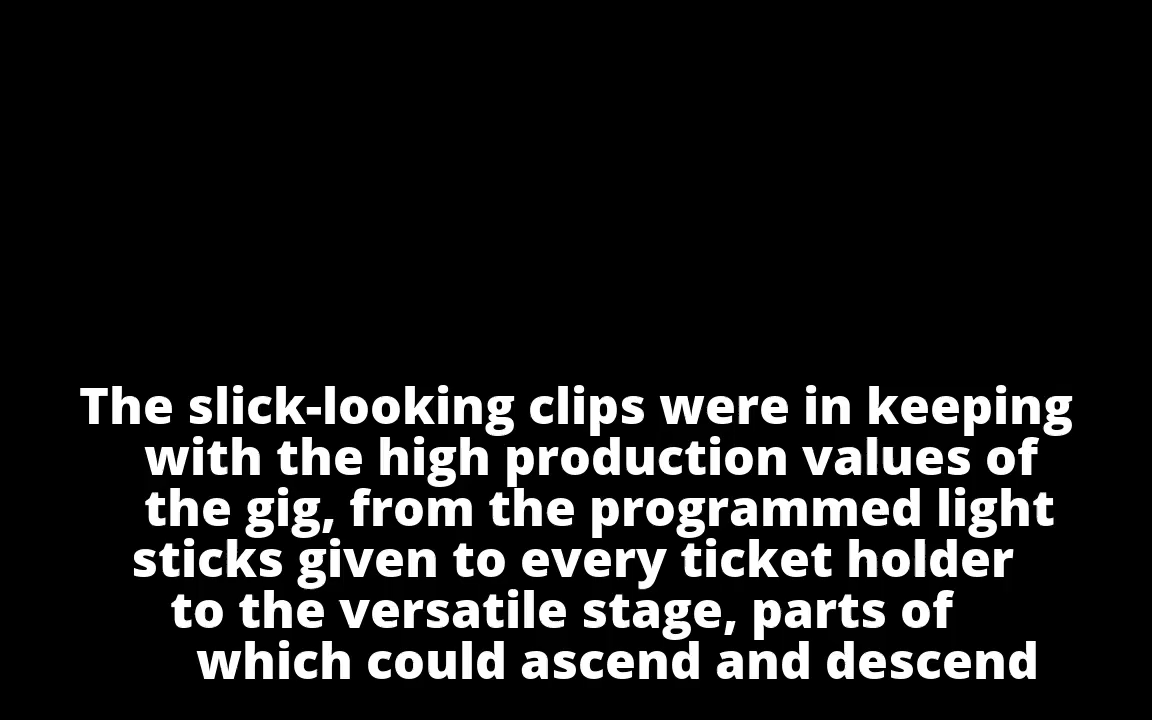 The slick-looking clips were in keeping
with the high production values of
the gig, from the programmed light
sticks given to every ticket holder
to the versatile stage, parts of
which could ascend and descend